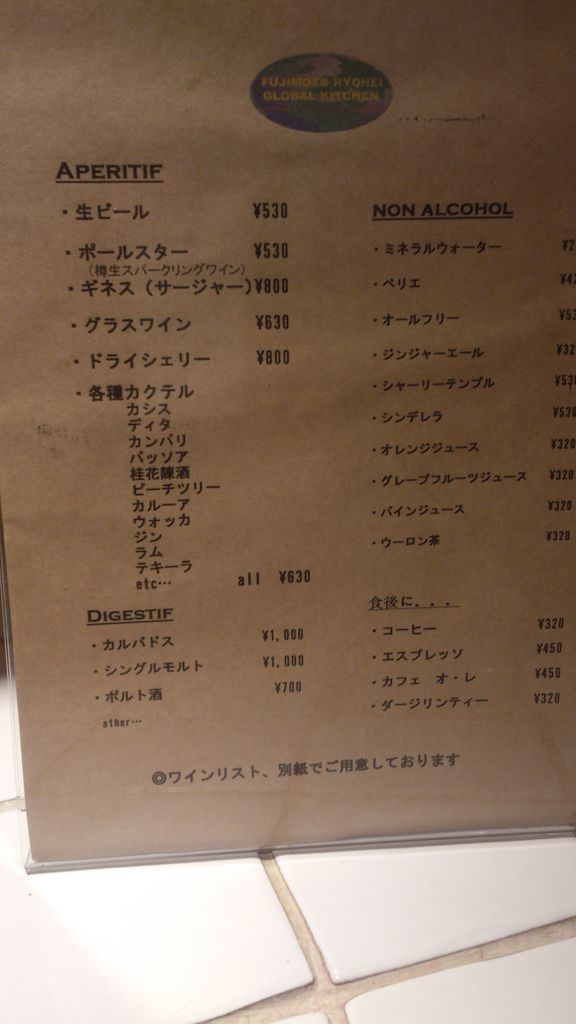 FUJIMOTO RYOHEI
GLOBAL KITCHEN
APERITIF
・生ビール ¥530
・ポールスター ¥530
(樽生スパークリングワイン)
・ギネス（サージャー） ¥800
・グラスワイン ¥630
・ドライシェリー ¥800
・各種カクテル
カシス
ディタ
カンパリ
パッソア
桂花陳酒
ピーチツリー
カルーア
ウォッカ
ジン
ラム
テキーラ
etc… all ¥630
DIGESTIF
・カルバドス ¥1,000
・シングルモルト ¥1,000
・ポルト酒 ¥700
ather…
NON ALCOHOL
・ミネラルウォーター
・ペリエ
・オールフリー
・ジンジャーエール
・シャーリーテンプル
・シンデレラ ¥530
・オレンジジュース ¥320
・グレープフルーツジュース ¥320
・パインジュース ¥320
・ウーロン茶 ¥320
食後に．．．
・コーヒー ¥320
・エスプレッソ ¥450
・カフェ オ・レ ¥450
・ダージリンティー ¥320
◎ワインリスト、別紙でご用意しております